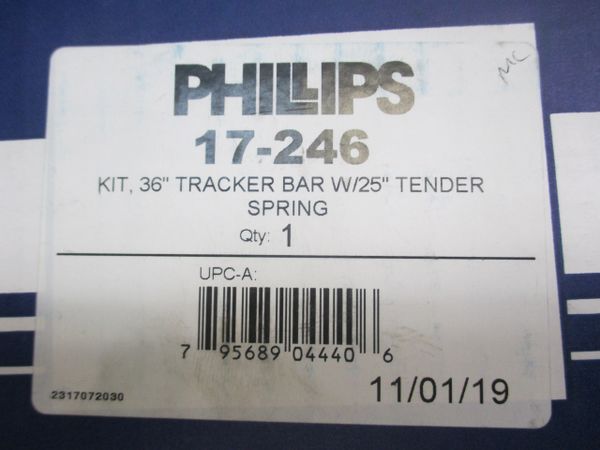 PHILLIPS
17-246
KIT, 36" TRACKER BAR W/25" TENDER
SPRING
Qty: 1
UPC-A:
7 95689 04440 6
2317072030
11/01/19